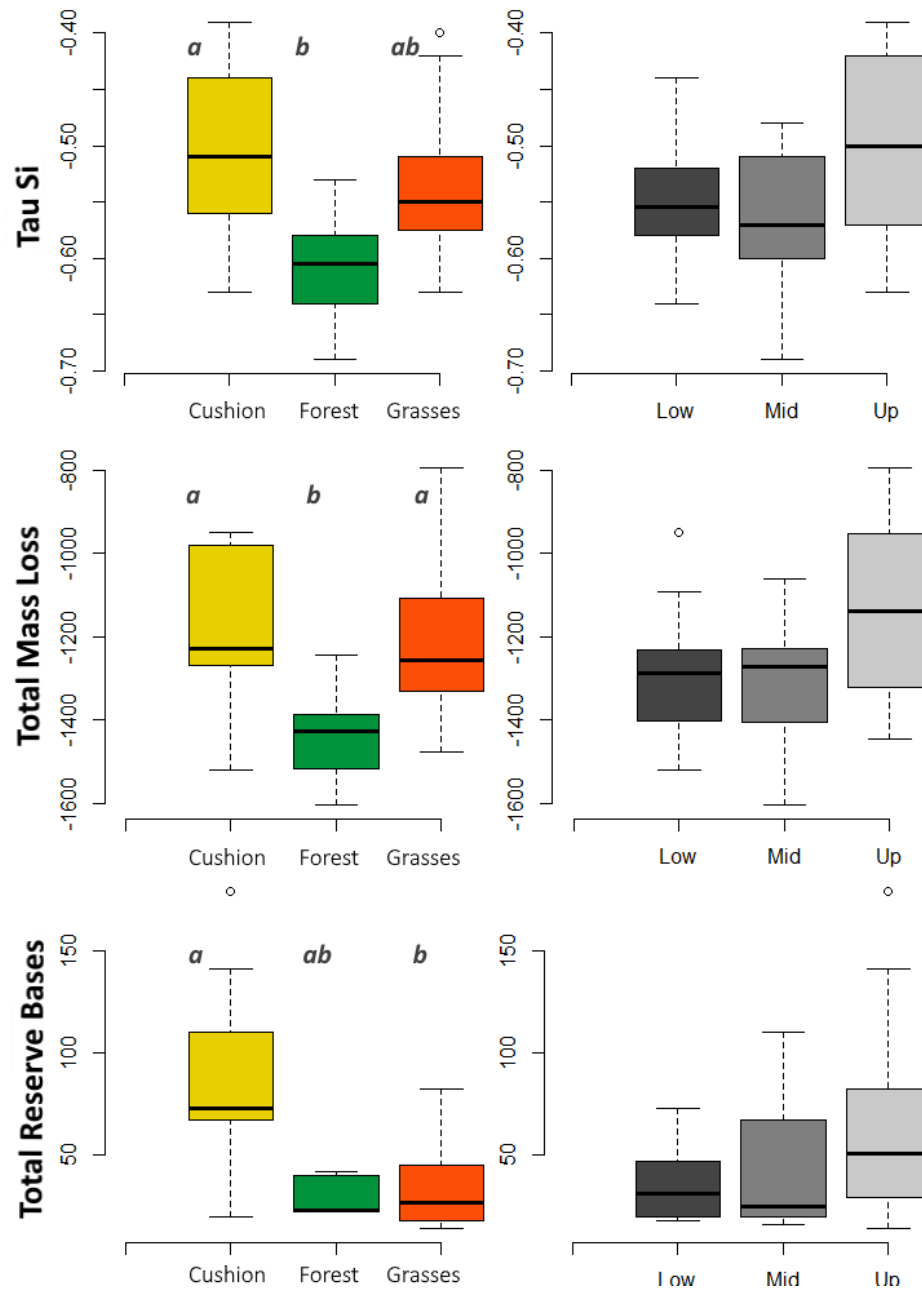 Tau Si
-0.40
-0.50
-0.60
-0.70
a b ab
Cushion Forest Grasses
-0.40
-0.50
-0.60
-0.70
Low Mid Up
Total Mass Loss
-800
-1000
-1200
-1400
-1600
a b a
Cushion Forest Grasses
-800
-1000
-1200
-1400
-1600
Low Mid Up
Total Reserve Bases
150
100
50
a ab b
Cushion Forest Grasses
150
100
50
Low Mid Up